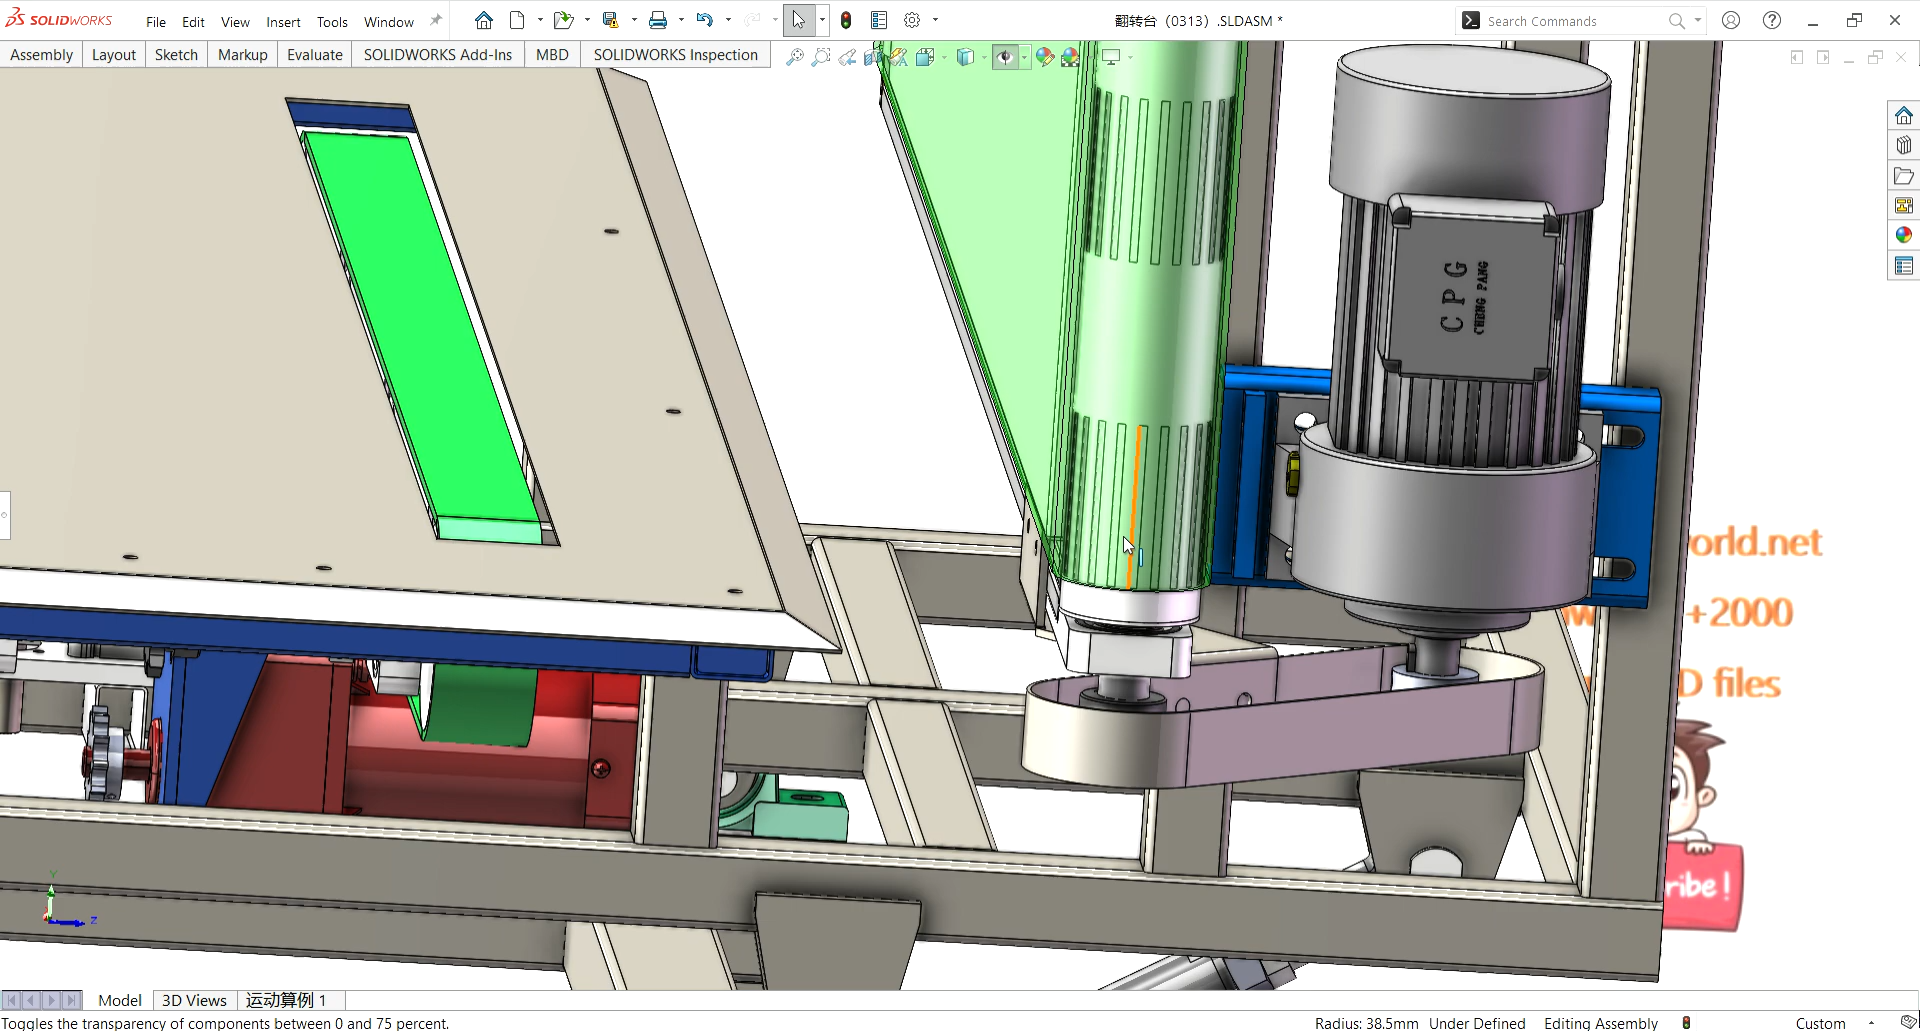 SOLIDWORKS
File Edit View Insert Tools Window
翻转台（0313）.SLDASM *
Search Commands
Assembly Layout Sketch Markup Evaluate SOLIDWORKS Add-Ins MBD SOLIDWORKS Inspection
CPG
CHENG PANG
orld.net
+2000
D files
ribe!
Y
Z
Model 3D Views 运动算例 1
Toggles the transparency of components between 0 and 75 percent.
Radius: 38.5mm Under Defined Editing Assembly Custom